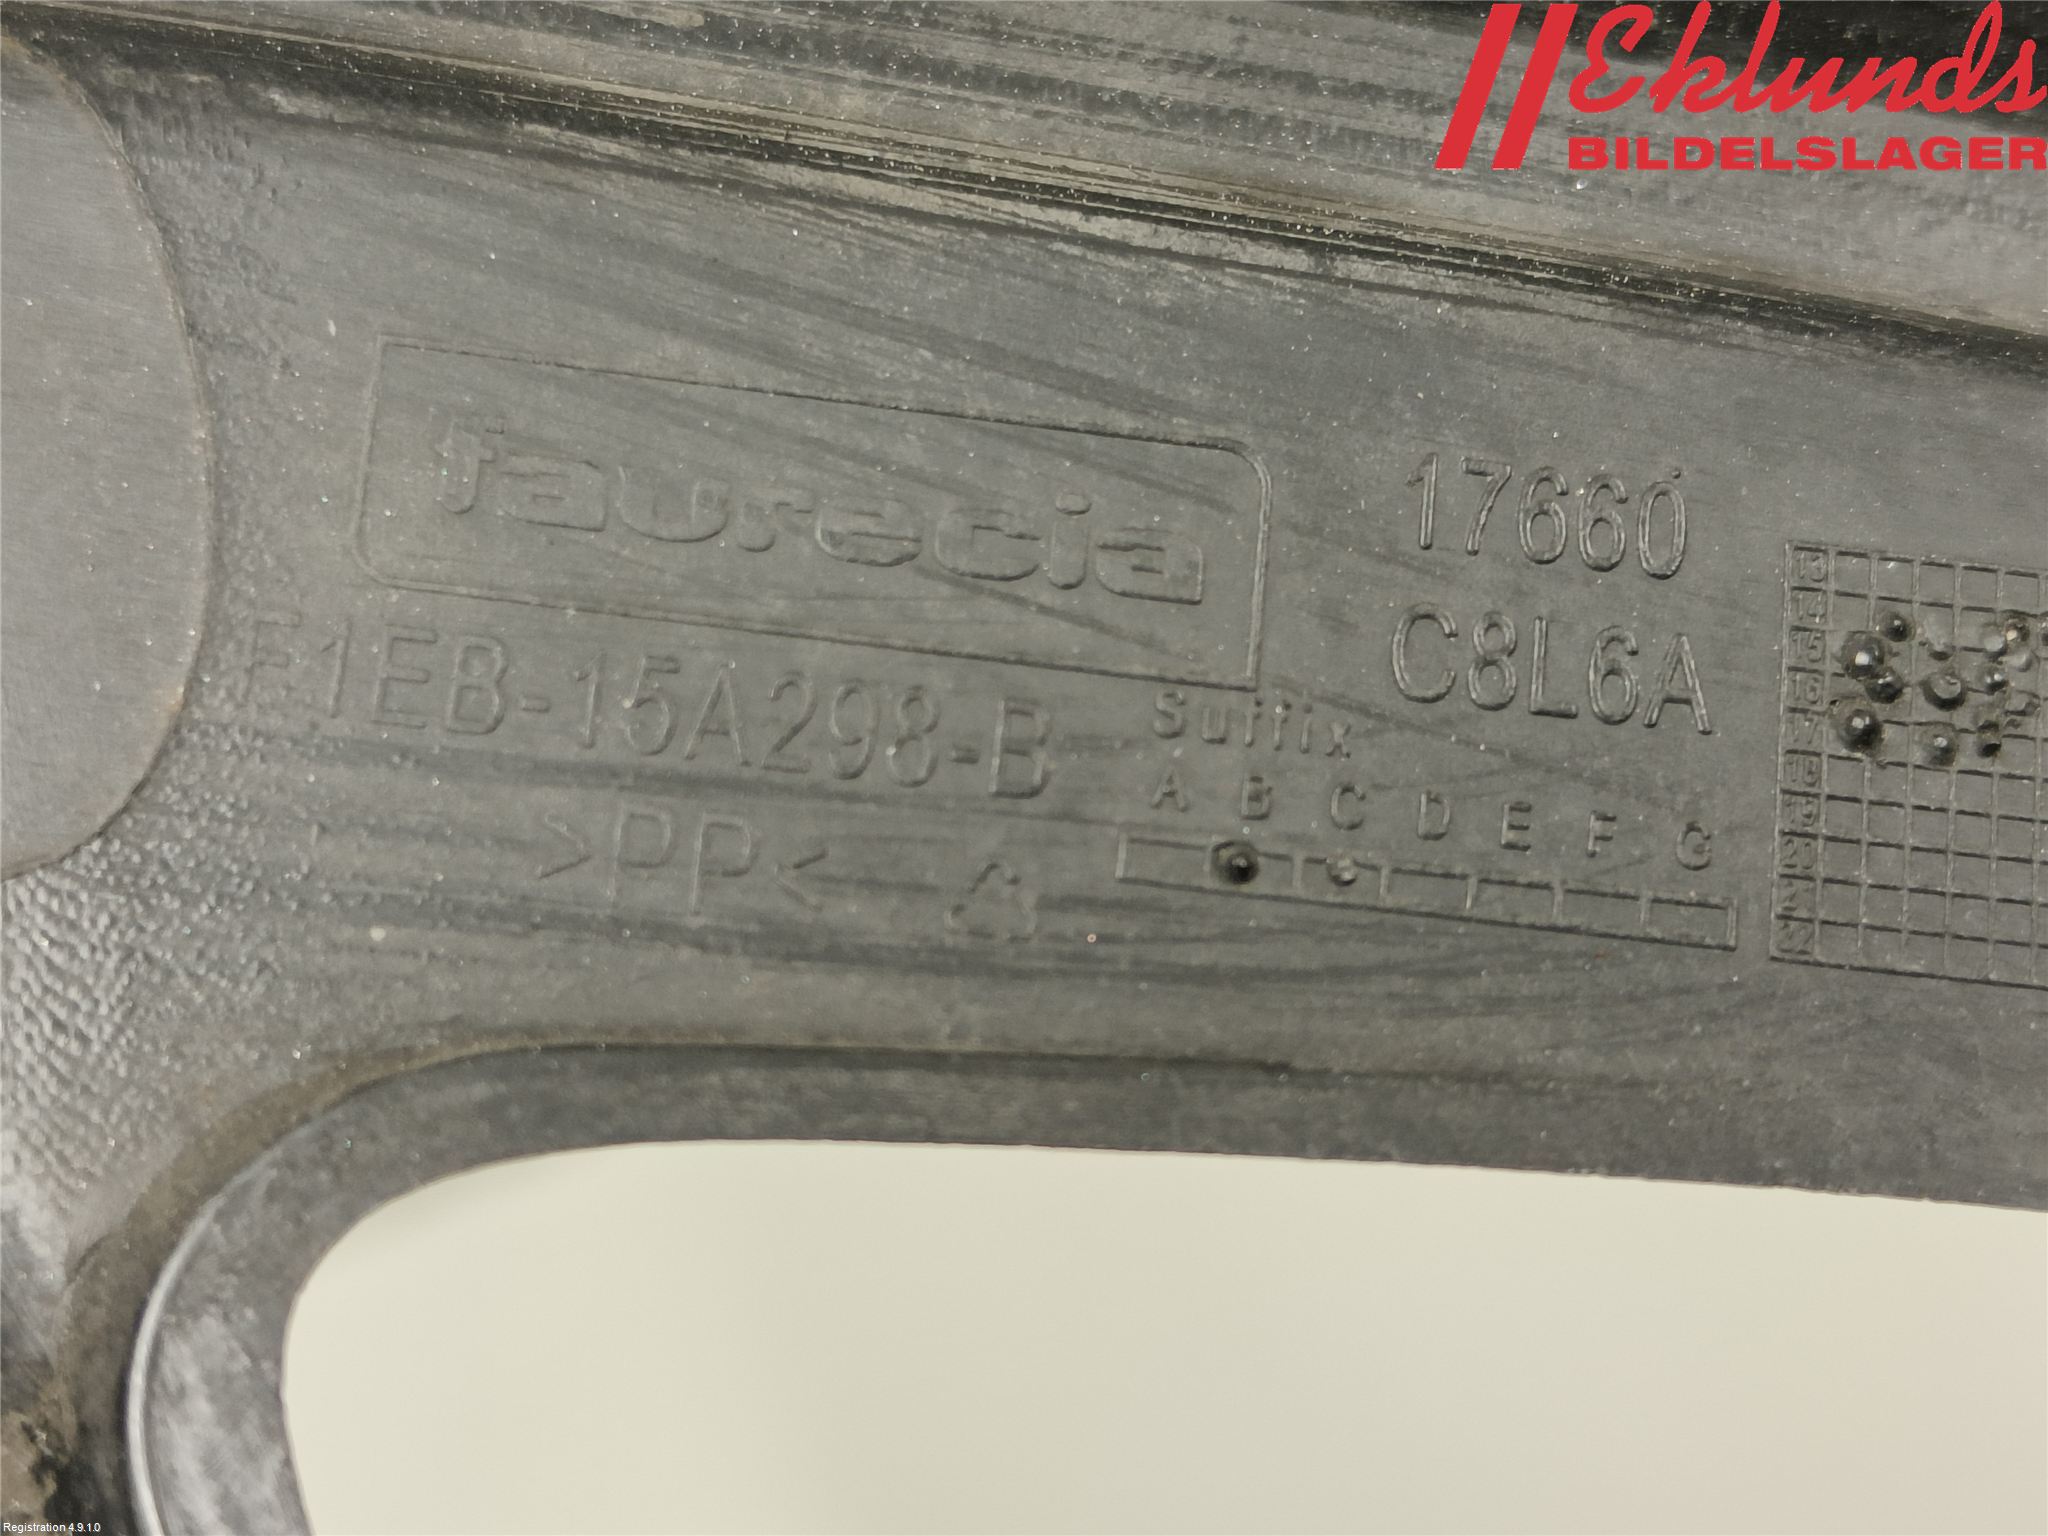 Eklunds
BILDELSLAGER
faurecia
17660
C8L6A
F1EB-15A298-B
Suffix
A B C D E F G
>PP<
13
14
15
16
17
18
19
20
21
22
Registration 4.9.1.0